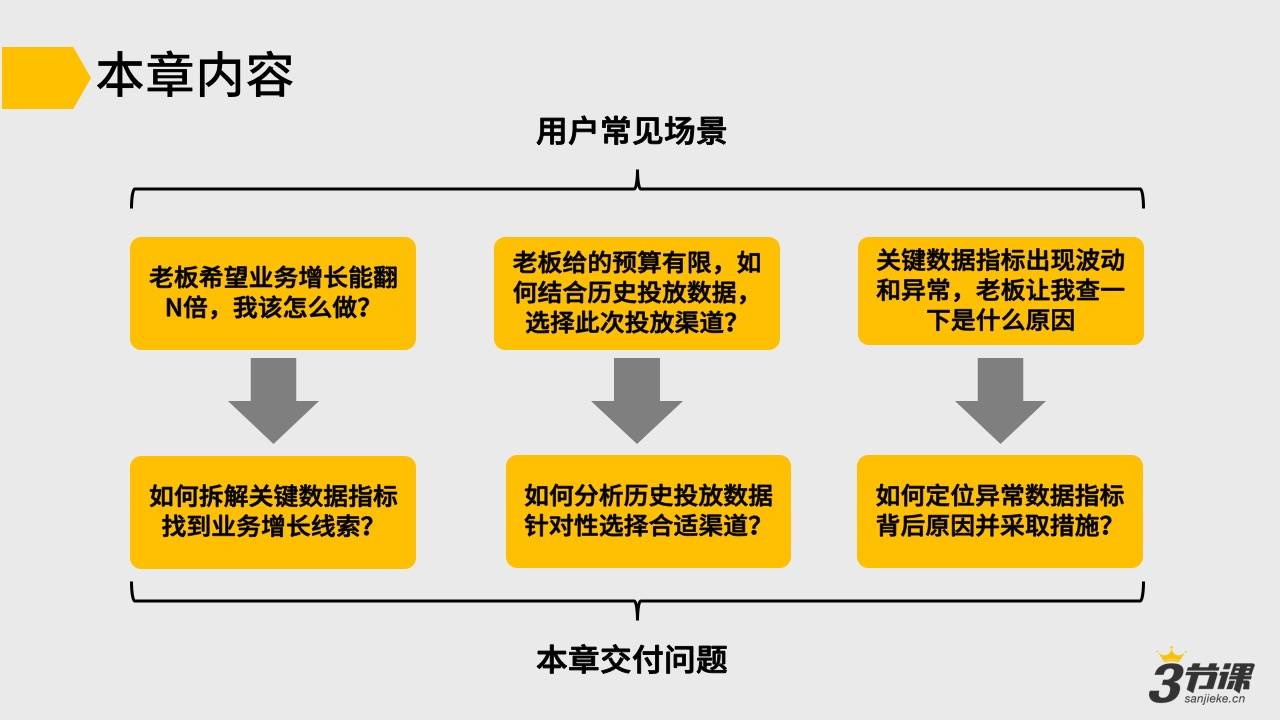 本章内容
用户常见场景
老板希望业务增长能翻
N倍，我该怎么做？
老板给的预算有限，如
何结合历史投放数据，
选择此次投放渠道？
关键数据指标出现波动
和异常，老板让我查一
下是什么原因
如何拆解关键数据指标
找到业务增长线索？
如何分析历史投放数据
针对性选择合适渠道？
如何定位异常数据指标
背后原因并采取措施？
本章交付问题
3节课
sanjieke.cn